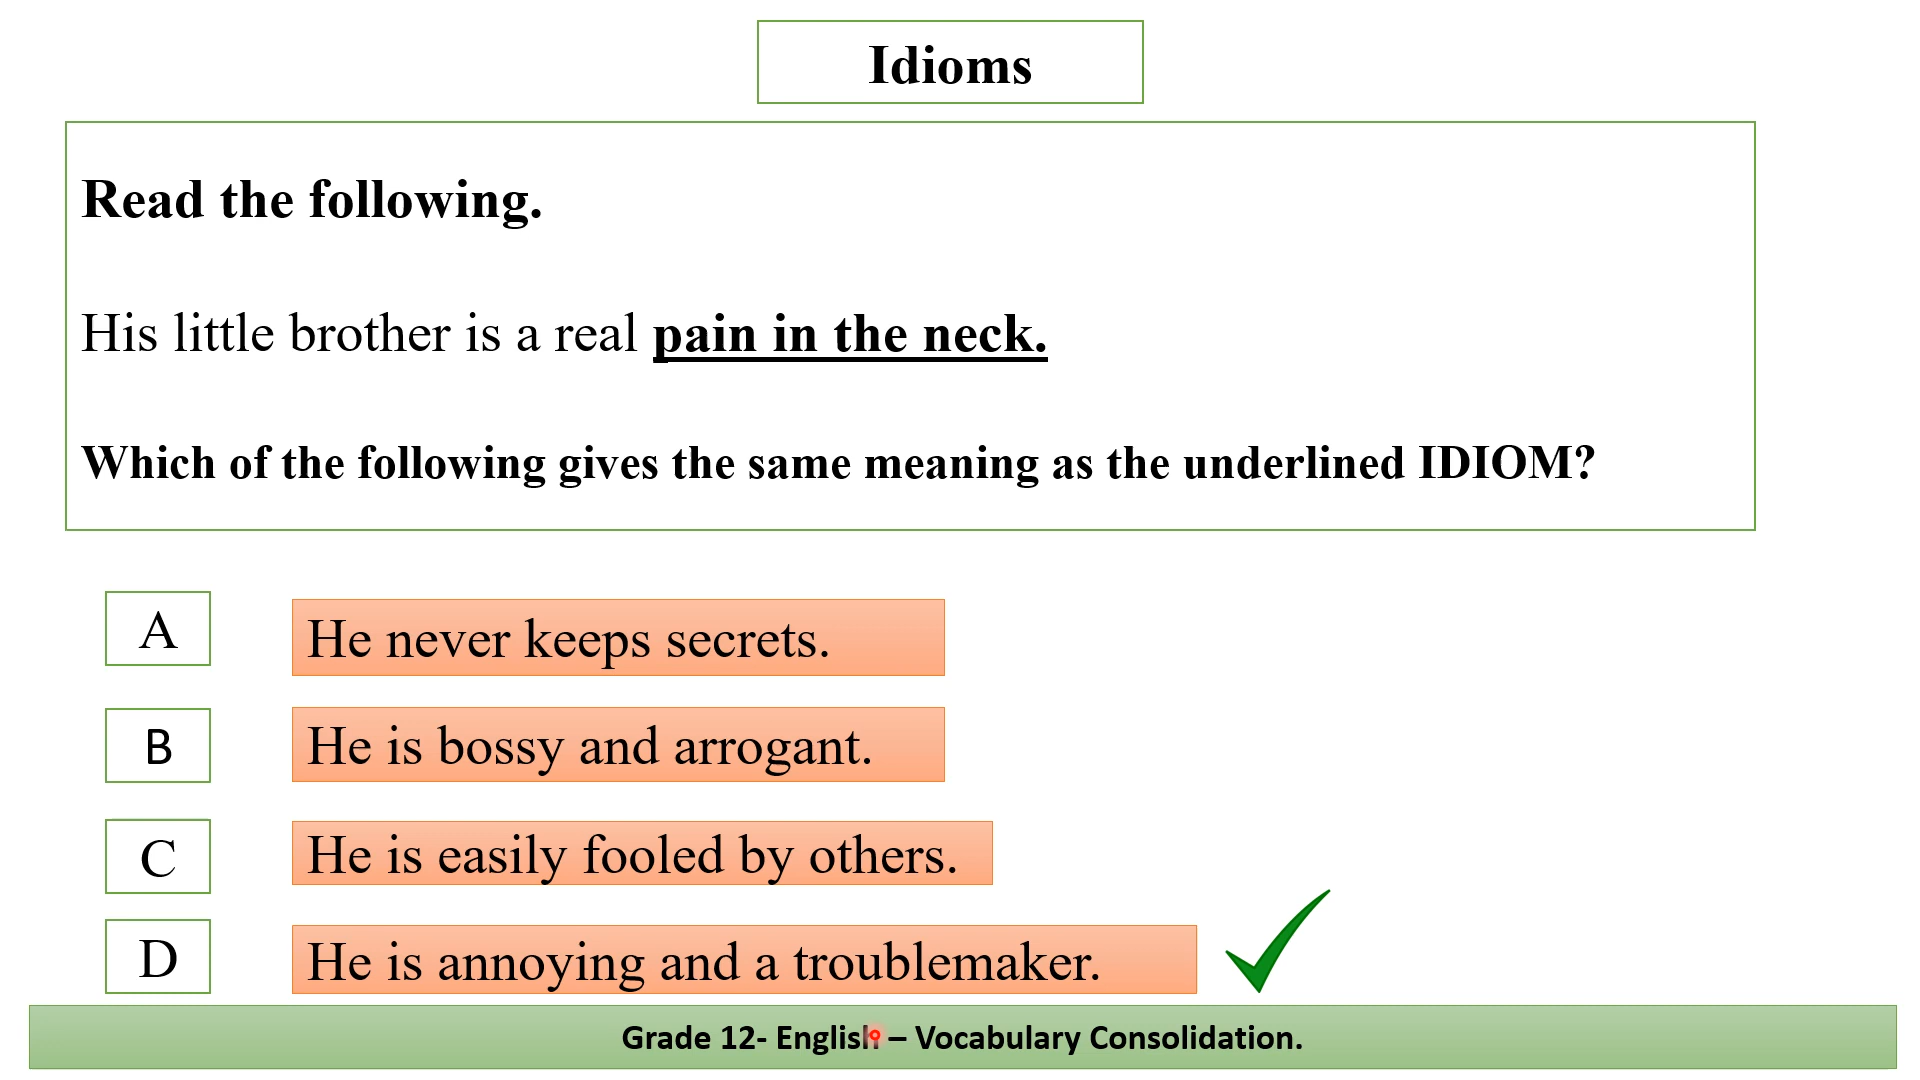 Idioms
Read the following.
His little brother is a real pain in the neck.
Which of the following gives the same meaning as the underlined IDIOM?
A
He never keeps secrets.
B
He is bossy and arrogant.
C
He is easily fooled by others.
D
He is annoying and a troublemaker.
Grade 12- English – Vocabulary Consolidation.